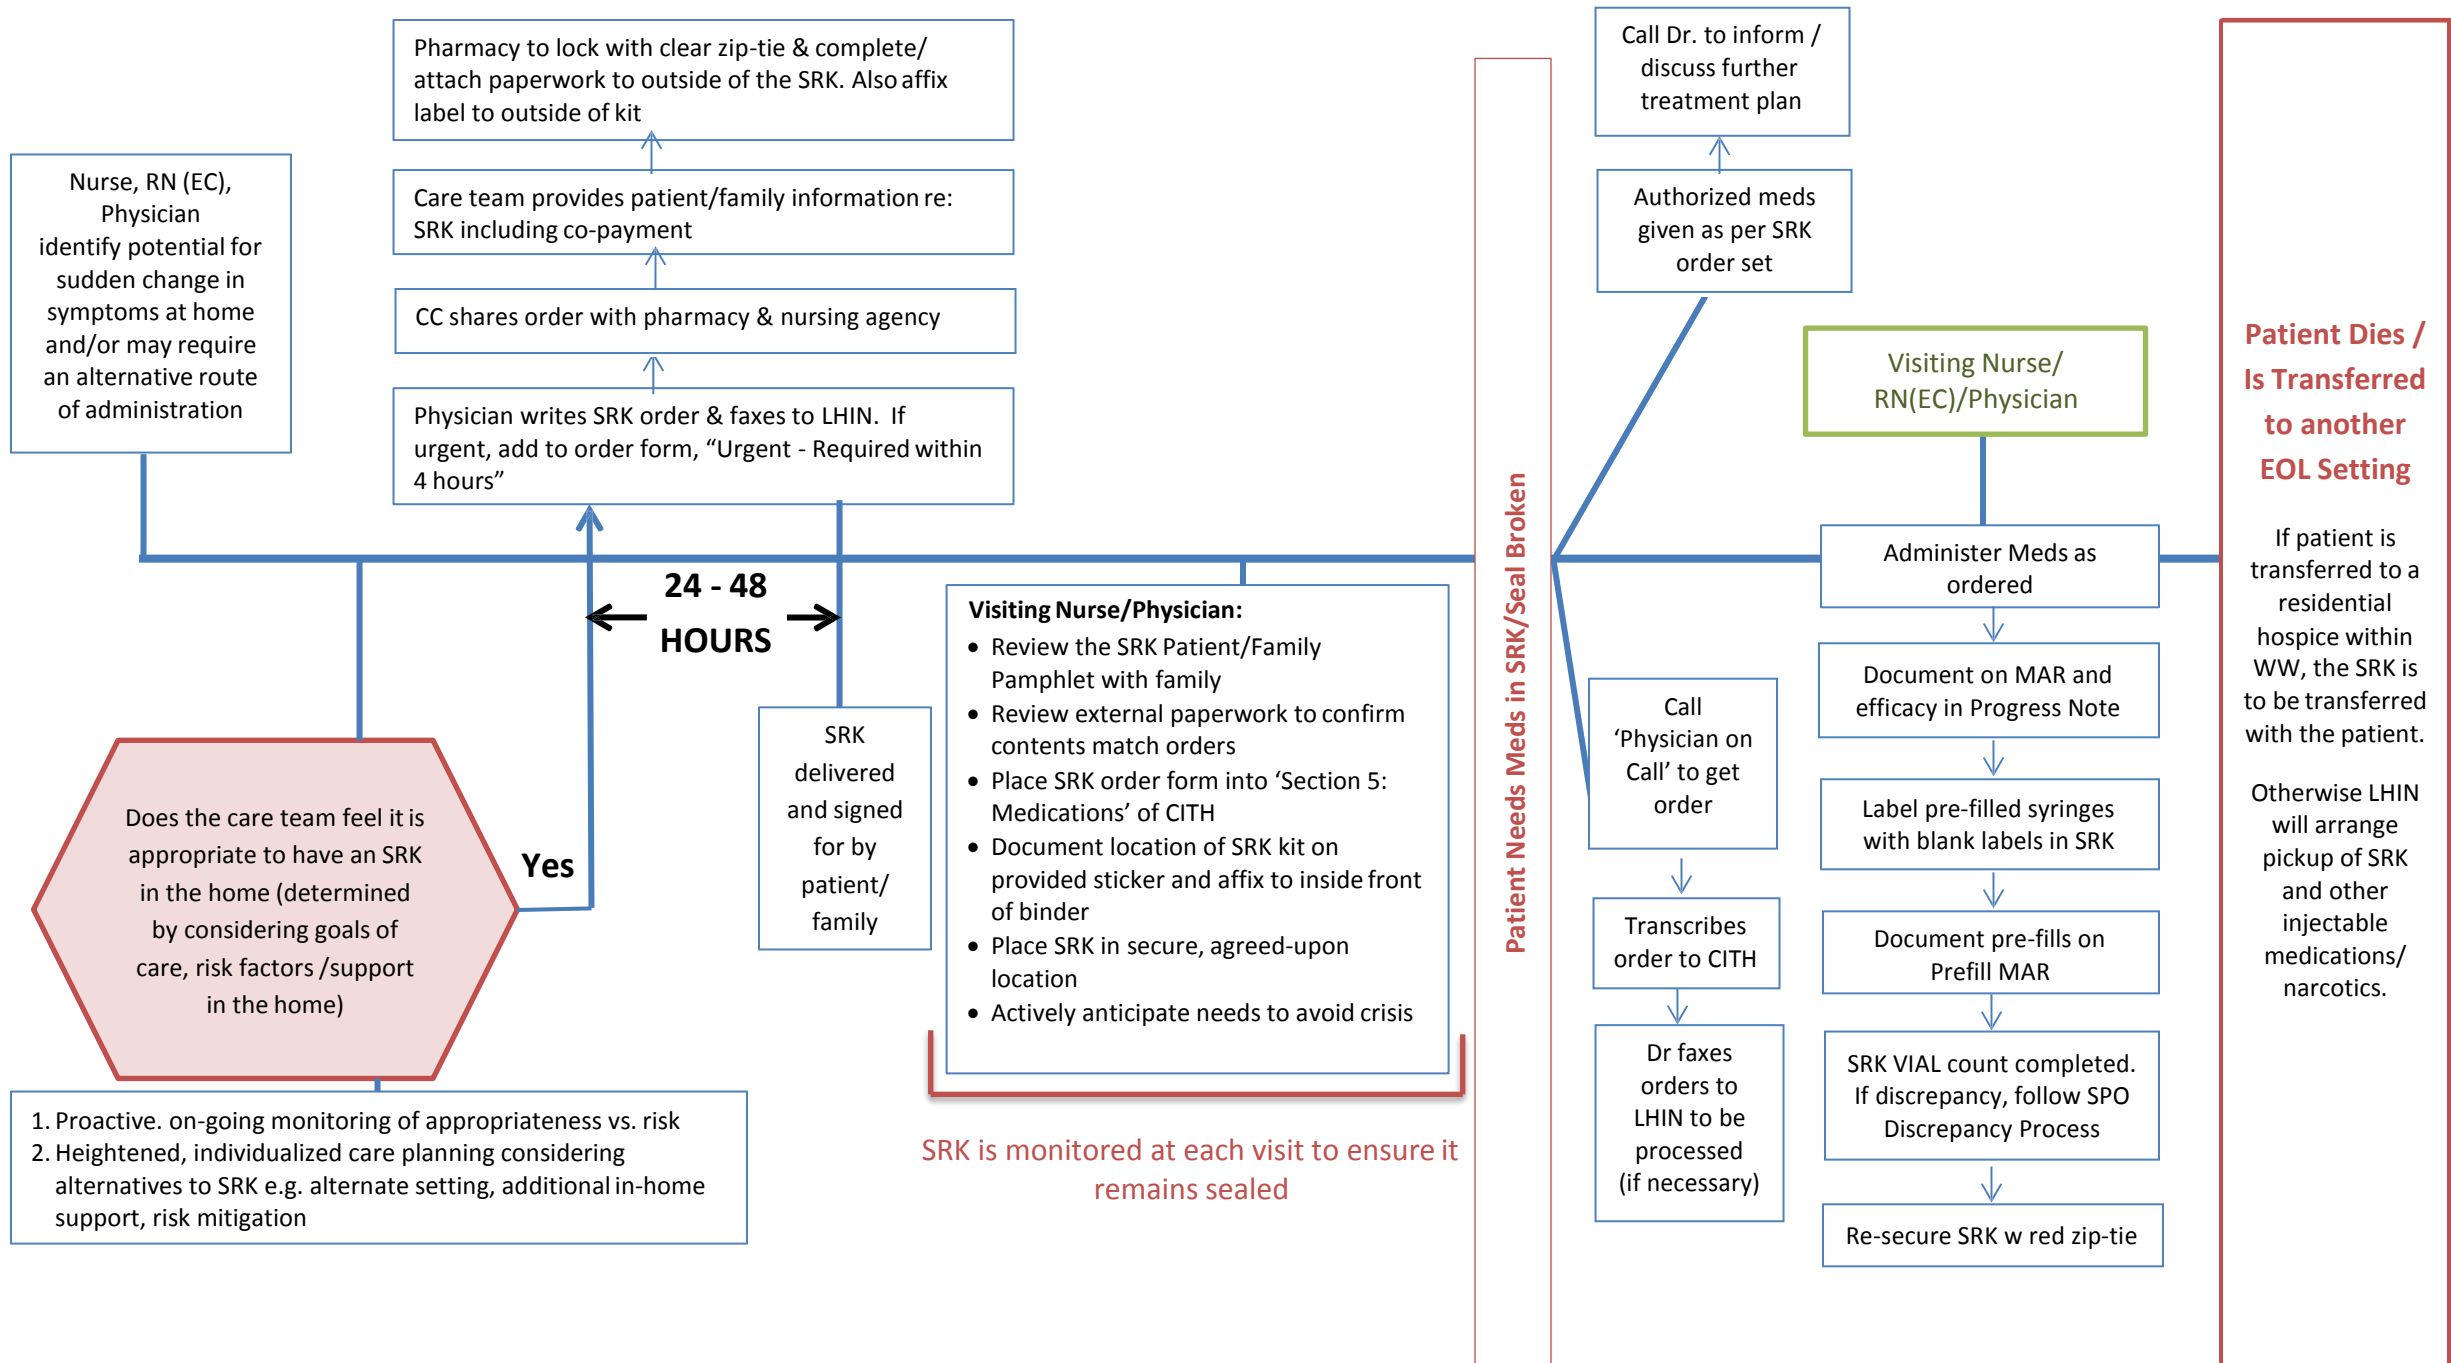 Nurse, RN (EC),
Physician
identify potential for
sudden change in
symptoms at home
and/or may require
an alternative route
of administration
Pharmacy to lock with clear zip-tie & complete/
attach paperwork to outside of the SRK. Also affix
label to outside of kit
Care team provides patient/family information re:
SRK including co-payment
CC shares order with pharmacy & nursing agency
Physician writes SRK order & faxes to LHIN. If
urgent, add to order form, “Urgent - Required within
4 hours”
24 - 48
HOURS
Does the care team feel it is
appropriate to have an SRK
in the home (determined
by considering goals of
care, risk factors /support
in the home)
Yes
1. Proactive. on-going monitoring of appropriateness vs. risk
2. Heightened, individualized care planning considering
alternatives to SRK e.g. alternate setting, additional in-home
support, risk mitigation
SRK
delivered
and signed
for by
patient/
family
Visiting Nurse/Physician:
• Review the SRK Patient/Family
Pamphlet with family
• Review external paperwork to confirm
contents match orders
• Place SRK order form into ‘Section 5:
Medications’ of CITH
• Document location of SRK kit on
provided sticker and affix to inside front
of binder
• Place SRK in secure, agreed-upon
location
• Actively anticipate needs to avoid crisis
SRK is monitored at each visit to ensure it
remains sealed
Patient Needs Meds in SRK/Seal Broken
Call Dr. to inform /
discuss further
treatment plan
Authorized meds
given as per SRK
order set
Call
‘Physician on
Call’ to get
order
Transcribes
order to CITH
Dr faxes
orders to
LHIN to be
processed
(if necessary)
Visiting Nurse/
RN(EC)/Physician
Administer Meds as
ordered
Document on MAR and
efficacy in Progress Note
Label pre-filled syringes
with blank labels in SRK
Document pre-fills on
Prefill MAR
SRK VIAL count completed.
If discrepancy, follow SPO
Discrepancy Process
Re-secure SRK w red zip-tie
Patient Dies /
Is Transferred
to another
EOL Setting
If patient is
transferred to a
residential
hospice within
WW, the SRK is
to be transferred
with the patient.
Otherwise LHIN
will arrange
pickup of SRK
and other
injectable
medications/
narcotics.